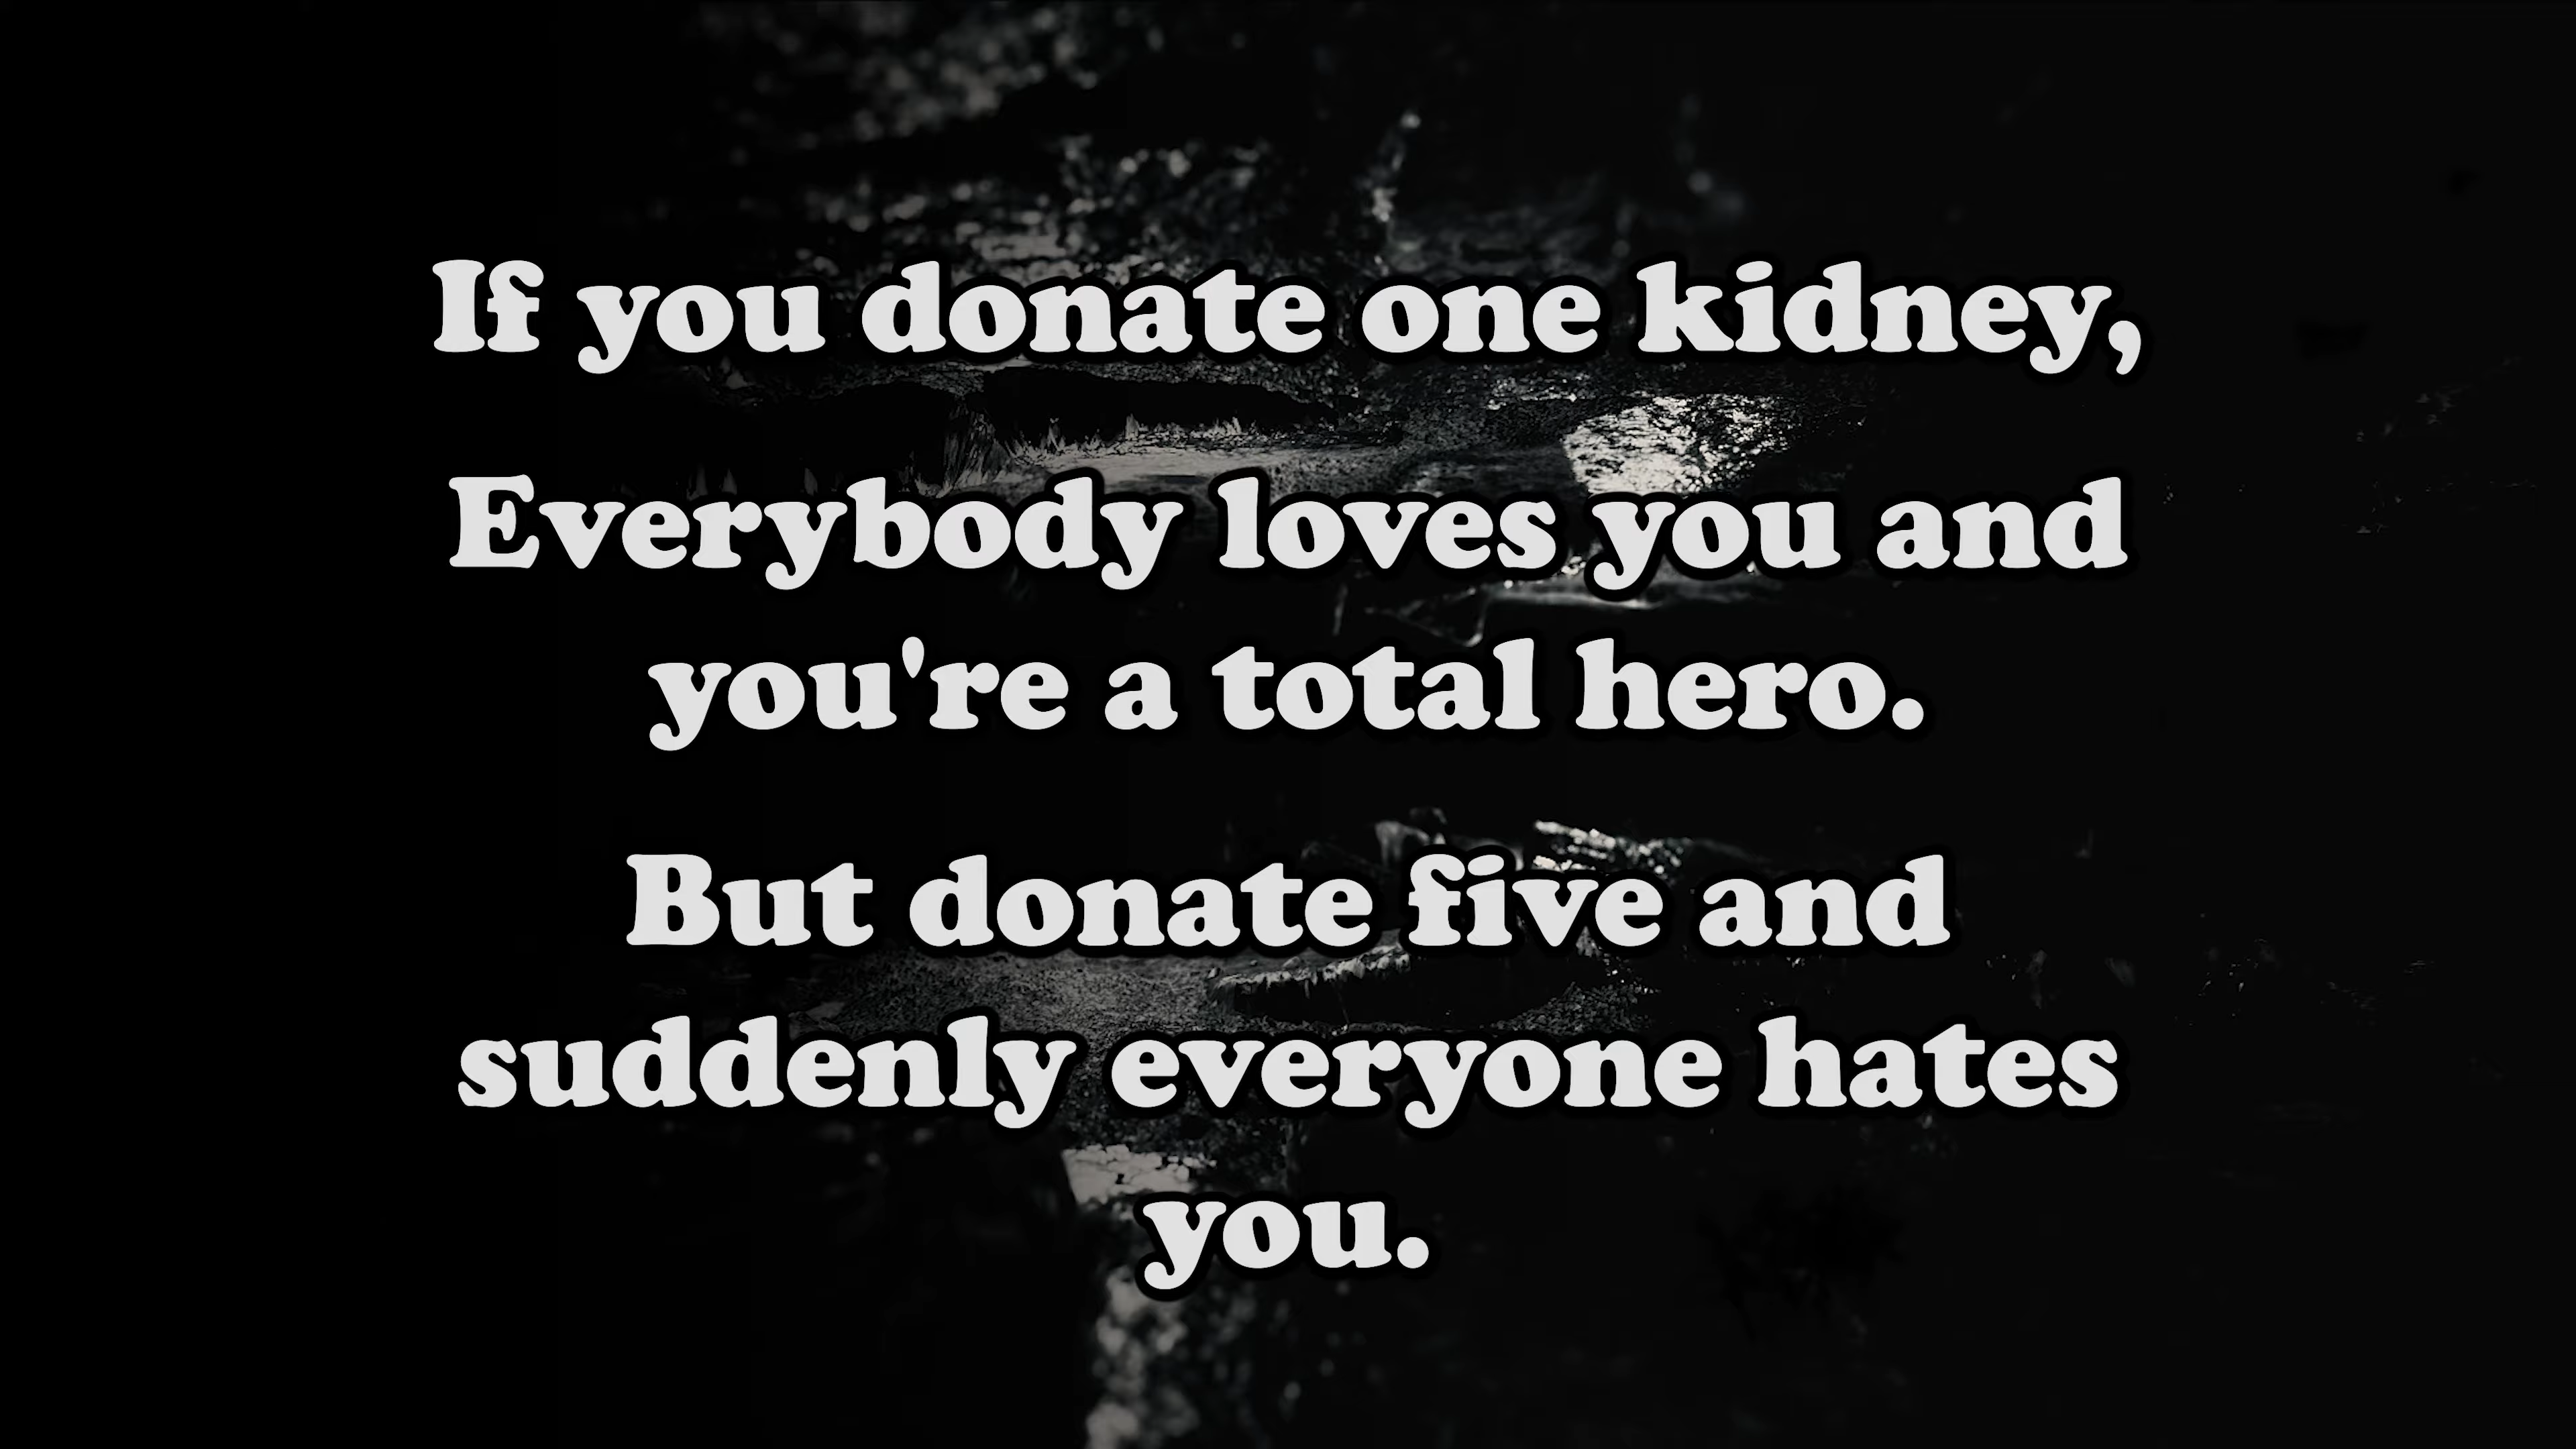 If you donate one kidney,
Everybody loves you and
you're a total hero.
But donate five and
suddenly everyone hates
you.